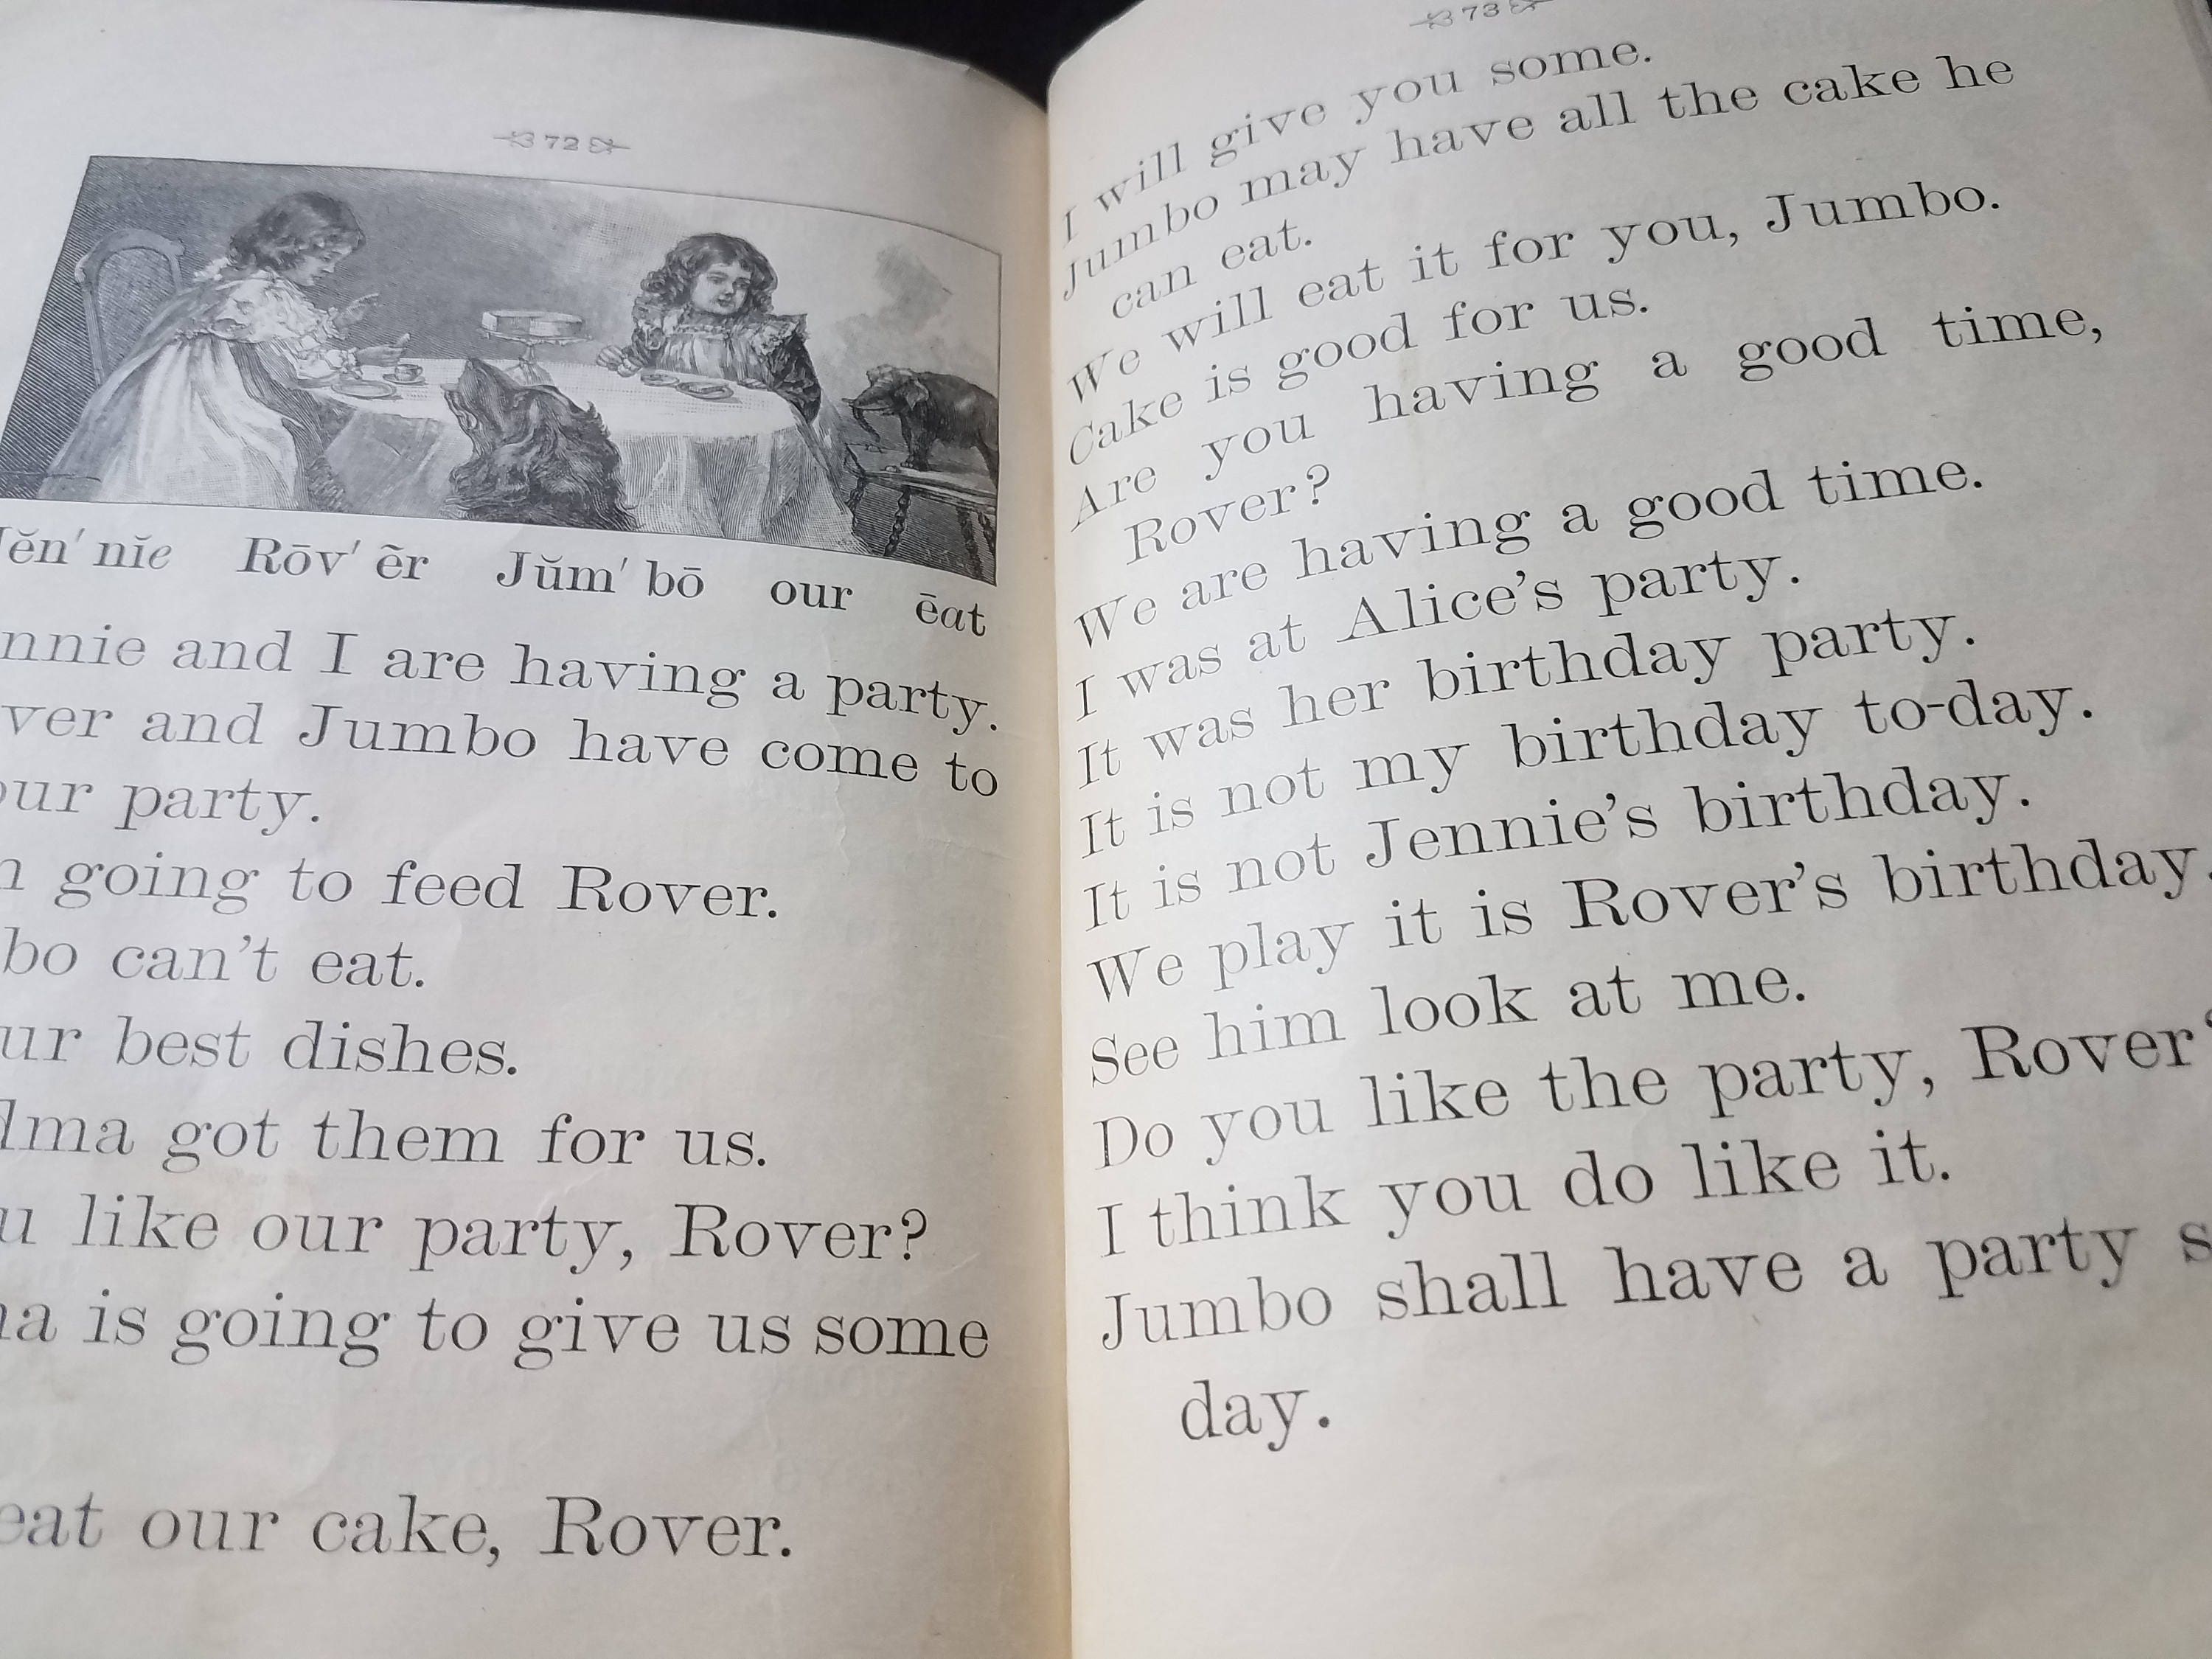 72
Jĕn′ nĭe Rōv′ ẽr Jŭm′ bō our ēat
nnie and I are having a party.
ver and Jumbo have come to
our party.
going to feed Rover.
bo can't eat.
ur best dishes.
dma got them for us.
u like our party, Rover?
is going to give us some
eat our cake, Rover.
73
I will give you some.
Jumbo may have all the cake he
can eat.
We will eat it for you, Jumbo.
Cake is good for us.
Are you having a good time,
Rover?
We are having a good time.
I was at Alice's party.
It was her birthday party.
It is not my birthday to-day.
It is not Jennie's birthday.
We play it is Rover's birthday.
See him look at me.
Do you like the party, Rover?
I think you do like it.
Jumbo shall have a party s
day.